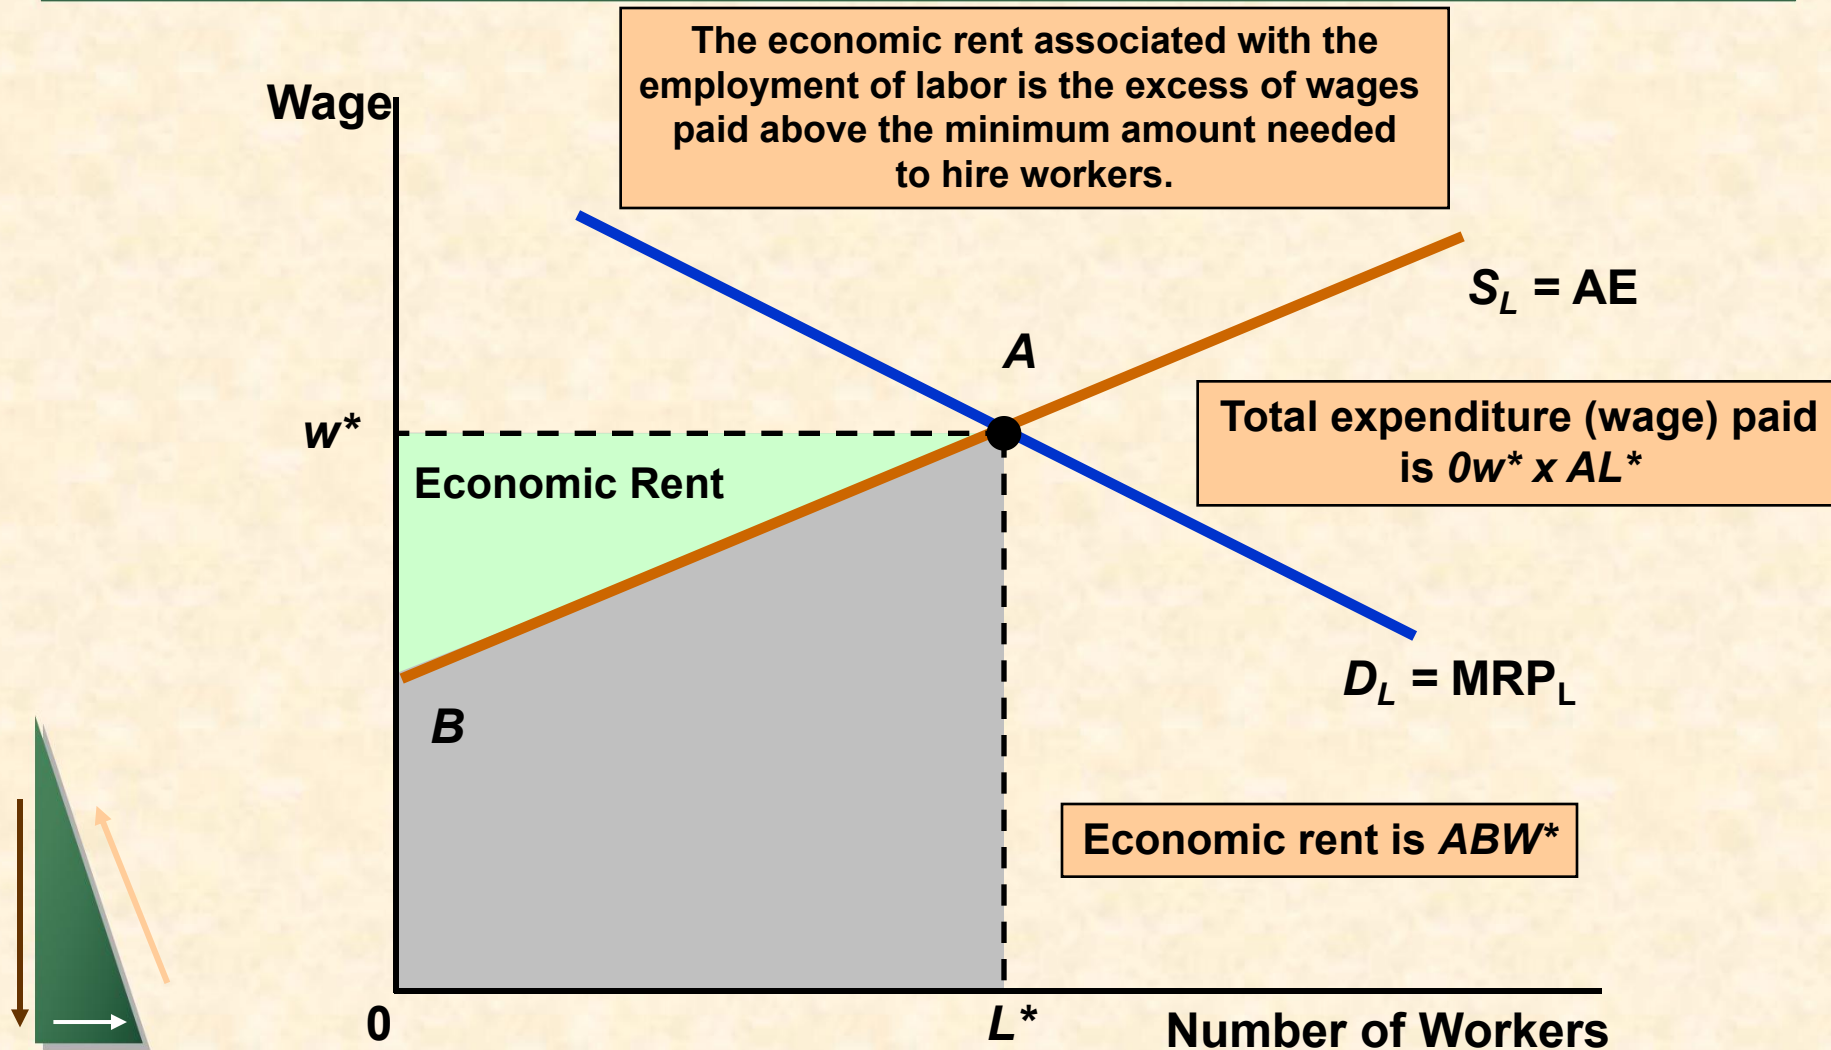 The economic rent associated with the
employment of labor is the excess of wages
paid above the minimum amount needed
to hire workers.
Wage
S_L = AE
A
Total expenditure (wage) paid
is 0w* x AL*
w*
Economic Rent
D_L = MRP_L
B
Economic rent is ABW*
0
L*
Number of Workers